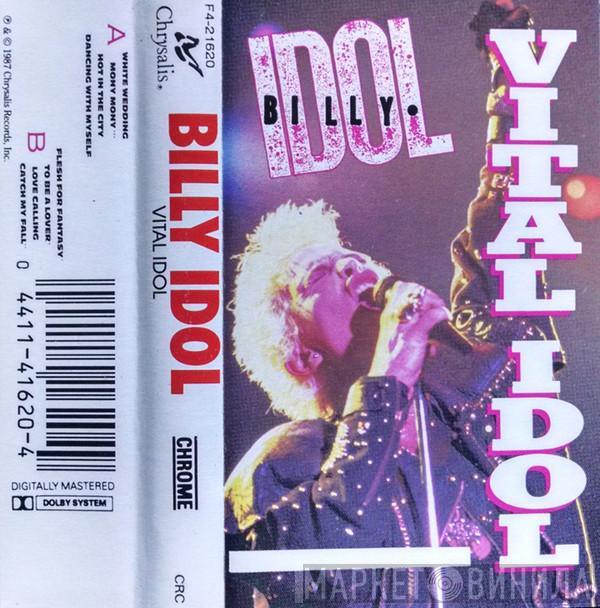 A
WHITE WEDDING
MONY MONY
HOT IN THE CITY
DANCING WITH MYSELF
B
FLESH FOR FANTASY
TO BE A LOVER
LOVE CALLING
CATCH MY FALL
℗ & © 1987 Chrysalis Records, Inc.
0 4411-41620-4
DIGITALLY MASTERED
DOLBY SYSTEM
F4-21620
Chrysalis®
BILLY IDOL
VITAL IDOL
CHROME
CRC
IDOL
BILLY
VITAL IDOL
МАРКЕТ ВИНИЛА